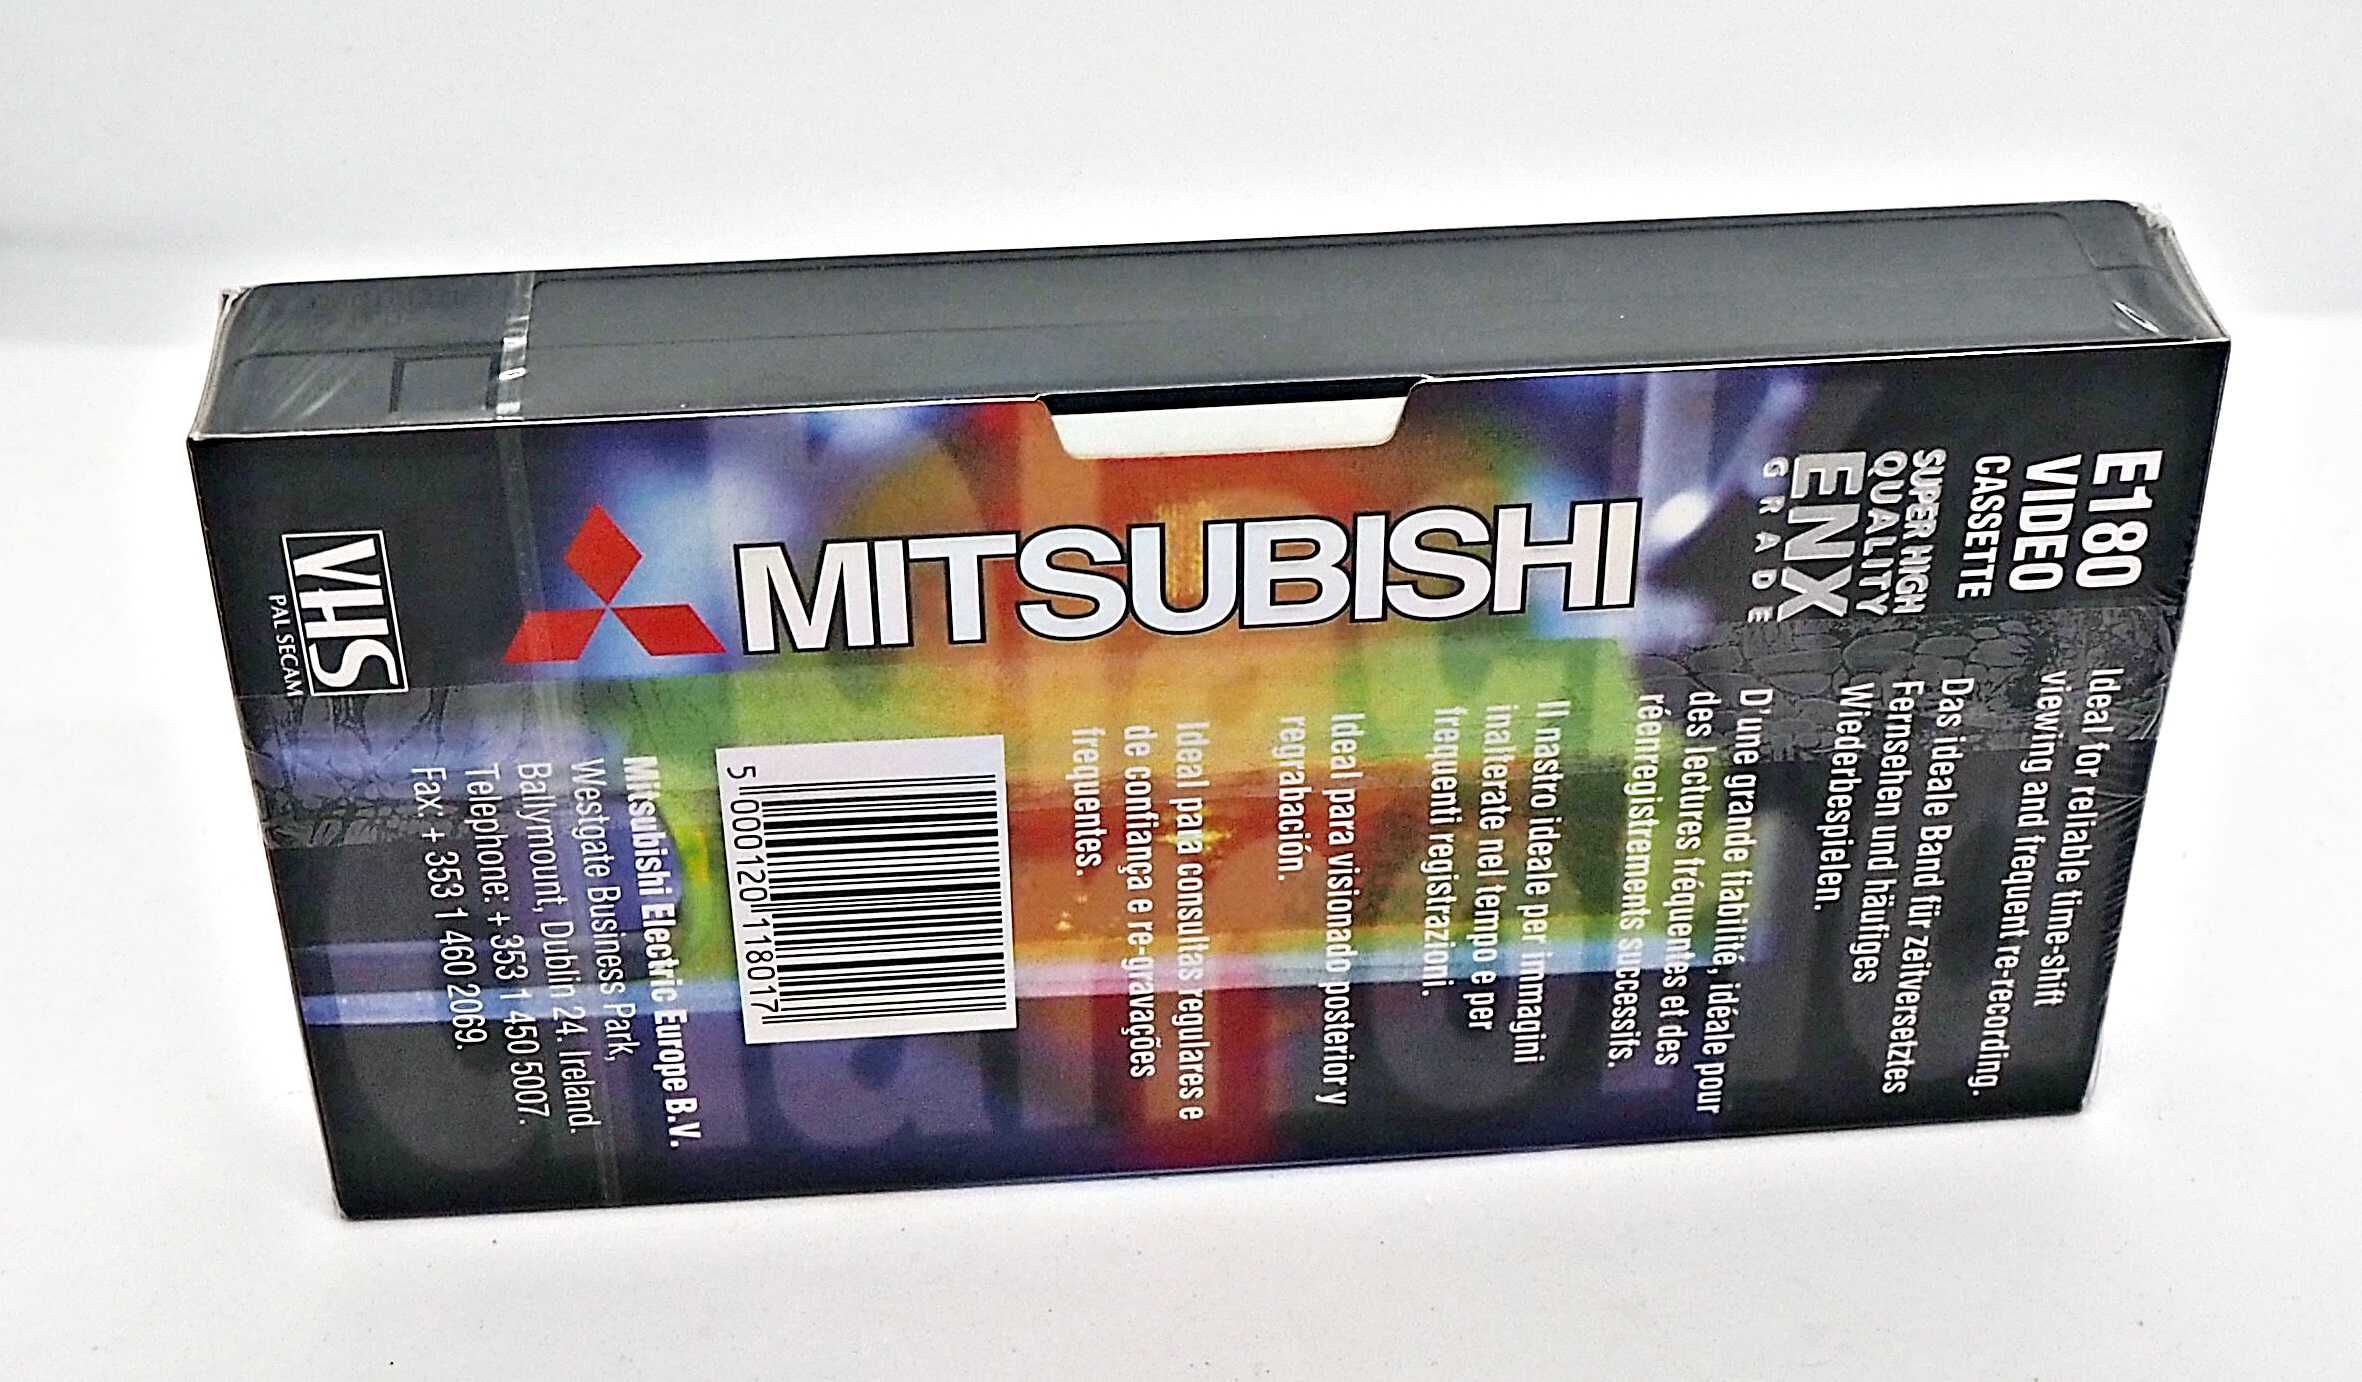 E180
VIDEO
CASSETTE
SUPER HIGH
QUALITY
ENX
GRADE
MITSUBISHI
VHS
PAL SECAM
Ideal for reliable time-shift
viewing and frequent re-recording.
Das ideale Band für zeitversetztes
Fernsehen und häufiges
Wiederbespielen.
D'une grande fiabilité, idéale pour
des lectures fréquentes et des
réenregistrements successifs.
Il nastro ideale per immagini
inalterate nel tempo e per
frequenti registrazioni.
Ideal para visionado posterior y
regrabación.
Ideal para consultas regulares e
de confiança e re-gravações
frequentes.
5 000120 118017
Mitsubishi Electric Europe B.V.
Westgate Business Park,
Ballymount, Dublin 24. Ireland.
Telephone: + 353 1 450 5007.
Fax: + 353 1 460 2069.